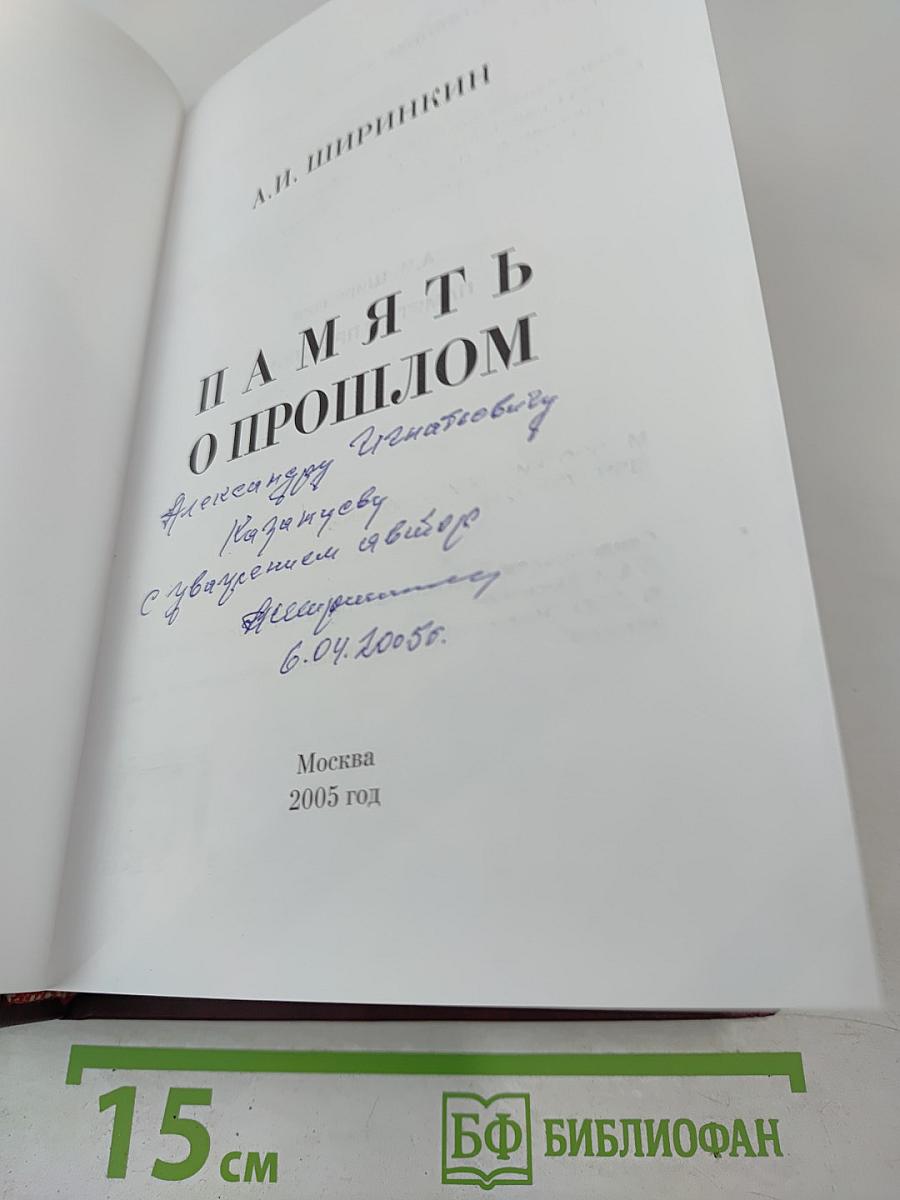 А.И. ШИРИНКИН
ПАМЯТЬ
О ПРОШЛОМ
Александру Игнатьевичу
Казанцеву
с уважением автор
6.04.2005г.
Москва
2005 год
15 см
БФ БИБЛИОФАН